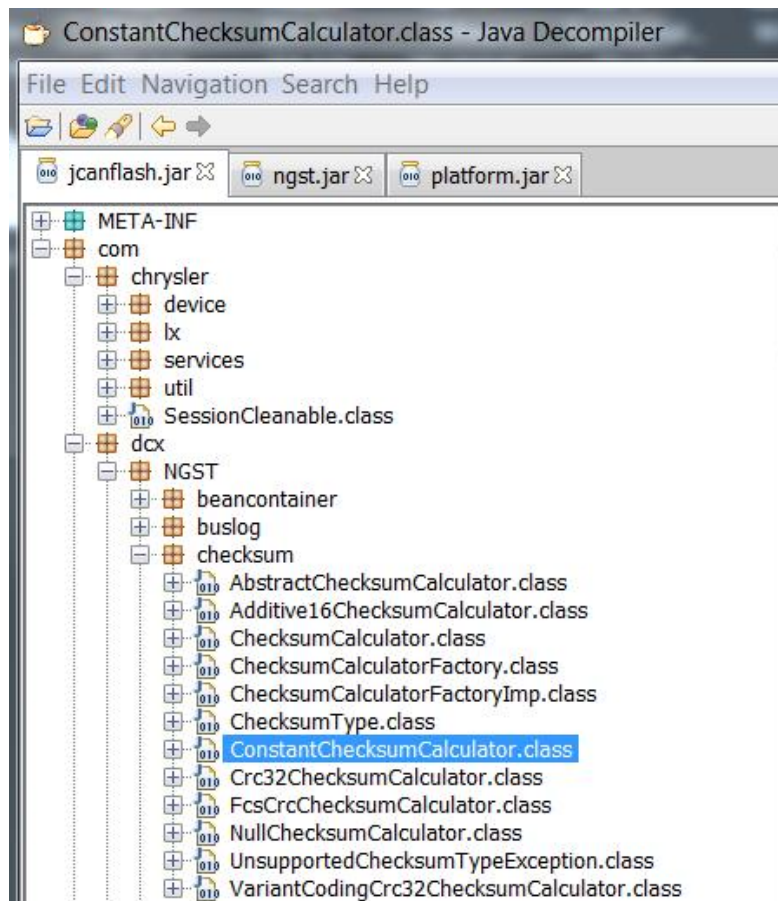 ConstantChecksumCalculator.class - Java Decompiler
File Edit Navigation Search Help
jcanflash.jar ngst.jar platform.jar
META-INF
com
chrysler
device
lx
services
util
SessionCleanable.class
dcx
NGST
beancontainer
buslog
checksum
AbstractChecksumCalculator.class
Additive16ChecksumCalculator.class
ChecksumCalculator.class
ChecksumCalculatorFactory.class
ChecksumCalculatorFactoryImp.class
ChecksumType.class
ConstantChecksumCalculator.class
Crc32ChecksumCalculator.class
FcsCrcChecksumCalculator.class
NullChecksumCalculator.class
UnsupportedChecksumTypeException.class
VariantCodingCrc32ChecksumCalculator.class